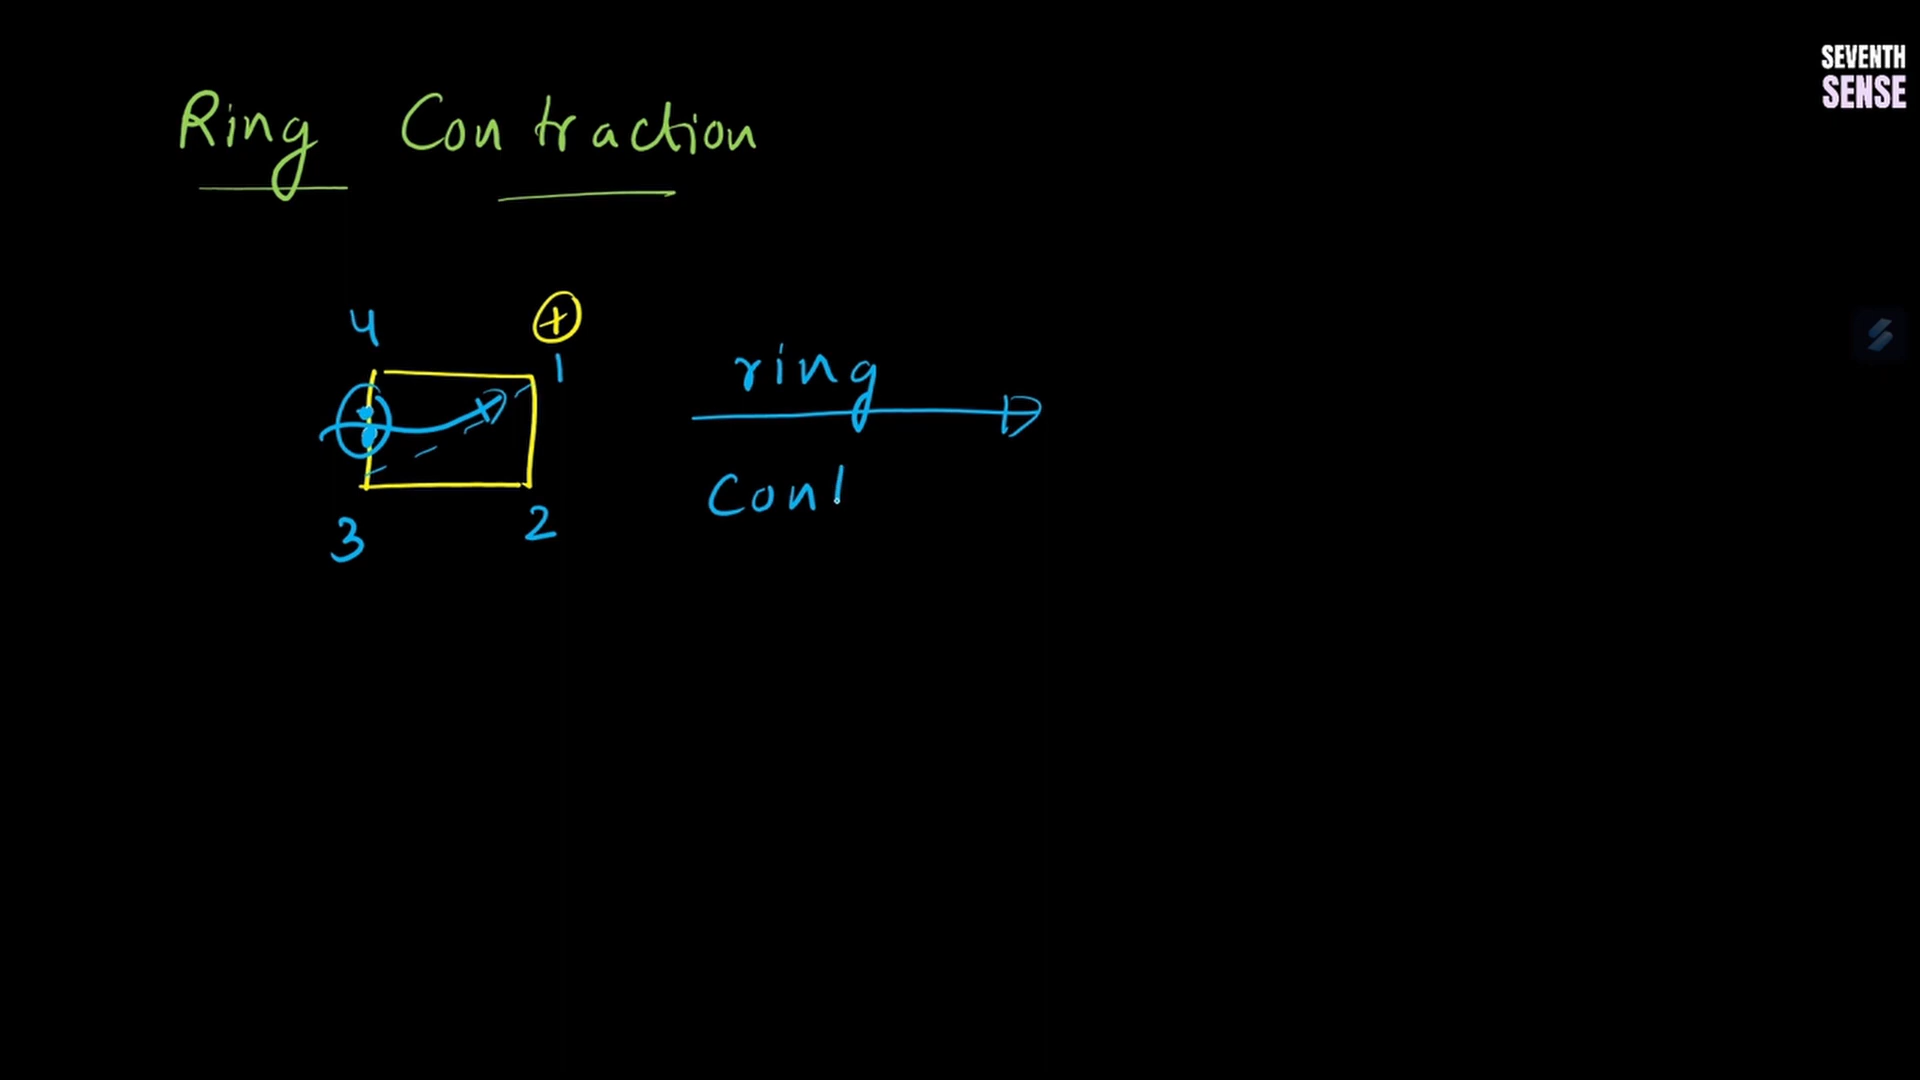 Ring Contraction
SEVENTH
SENSE
4
+
1
ring
3
2
Con